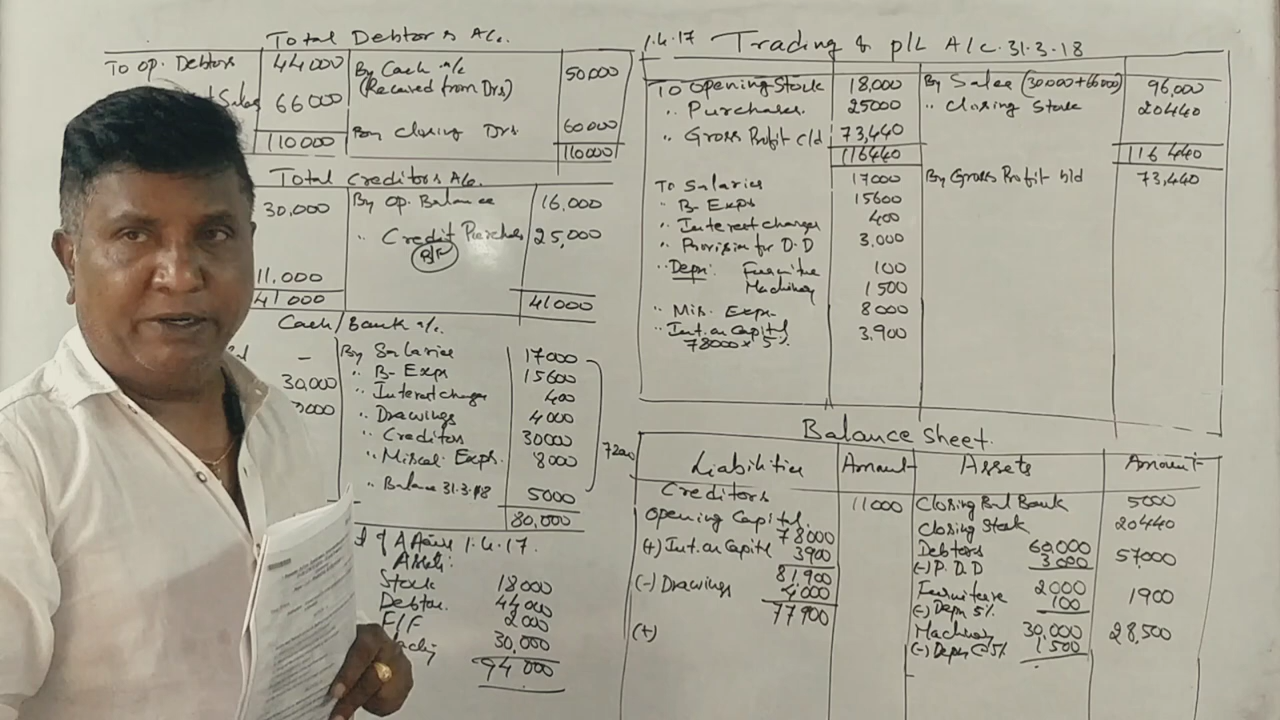 Total Debtors A/c.
To op. Debtors 44000 By Cash a/c 50,000
(Received from Drs)
Sales 66000
By closing Drs 60000
110000 110000
Total Creditors A/c.
30,000 By op. Balance 16,000
" Credit Purchases 25,000
B/F
11,000
41000 41000
Cash/Bank a/c.
- By Salaries 17000
30,000 " B-Exps 15600
" Interest charges 400
" Drawings 4000
" Creditors 30000
" Miscel. Exps. 8000
" Balance 31.3.18 5000
80,000
1.4.17.
Assets:
Stock 18000
Debtors 44000
F/F 2000
30,000
94000
1.4.17 Trading & P/L A/c. 31.3.18
To Opening Stock 18,000 By Sales (30000+66000) 96,000
" Purchases 25000 " Closing Stock 20440
" Gross Profit c/d 73,440
116440 116440
To Salaries 17000 By Gross Profit b/d 73,440
" B-Exps 15600
" Interest charges 400
" Provision for D.D 3,000
" Depn: Furniture 100
Machinery 1500
" Mis. Exps- 8000
" Int. on Capital 3,900
78000 x 5%
Balance Sheet.
Liabilities Amount Assets Amount
Creditors 11000 Closing Bal Bank 5000
Opening Capital 78000 Closing Stock 20440
(+) Int. on Capital 3900 Debtors 60,000
81,900 (-) P.D.D 3000 57,000
(-) Drawings 4000 Furniture 2000
77900 (-) Depn 5% 100 1900
(+) Machinery 30,000 28,500
(-) Depn @5% 1500